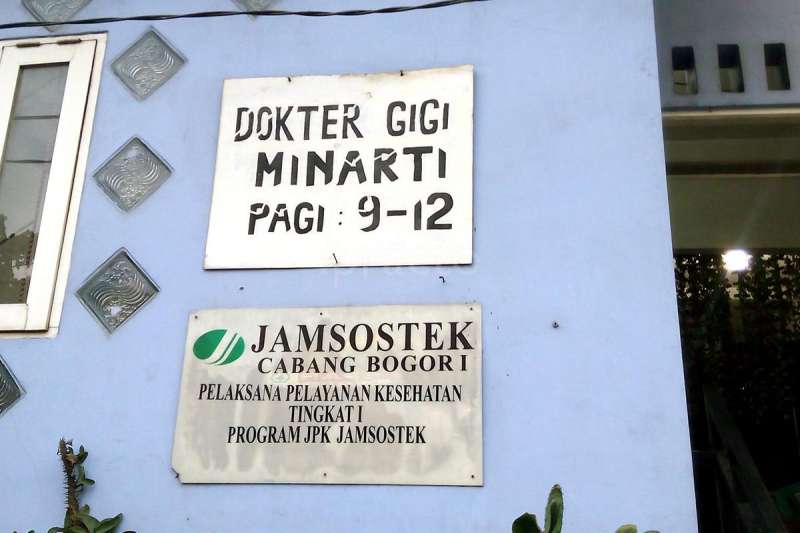 DOKTER GIGI
MINARTI
PAGI : 9-12
JAMSOSTEK
CABANG BOGOR I
PELAKSANA PELAYANAN KESEHATAN
TINGKAT I
PROGRAM JPK JAMSOSTEK